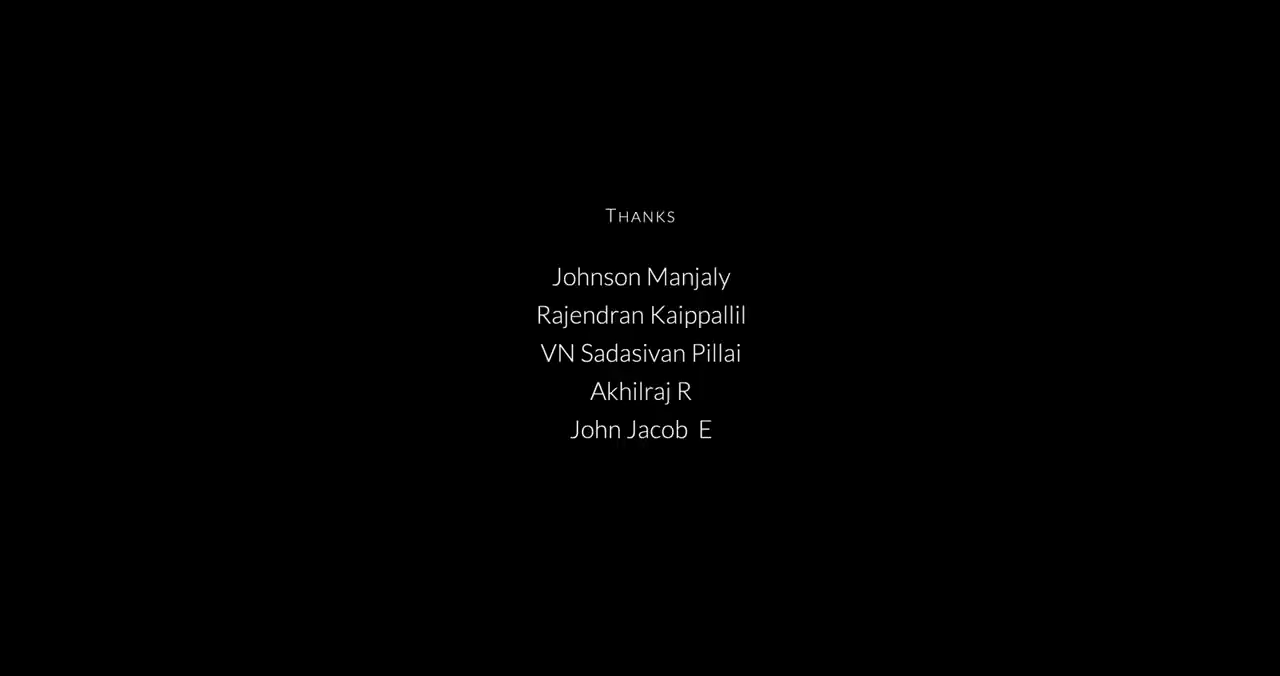 Thanks
Johnson Manjaly
Rajendran Kaippallil
VN Sadasivan Pillai
Akhilraj R
John Jacob  E